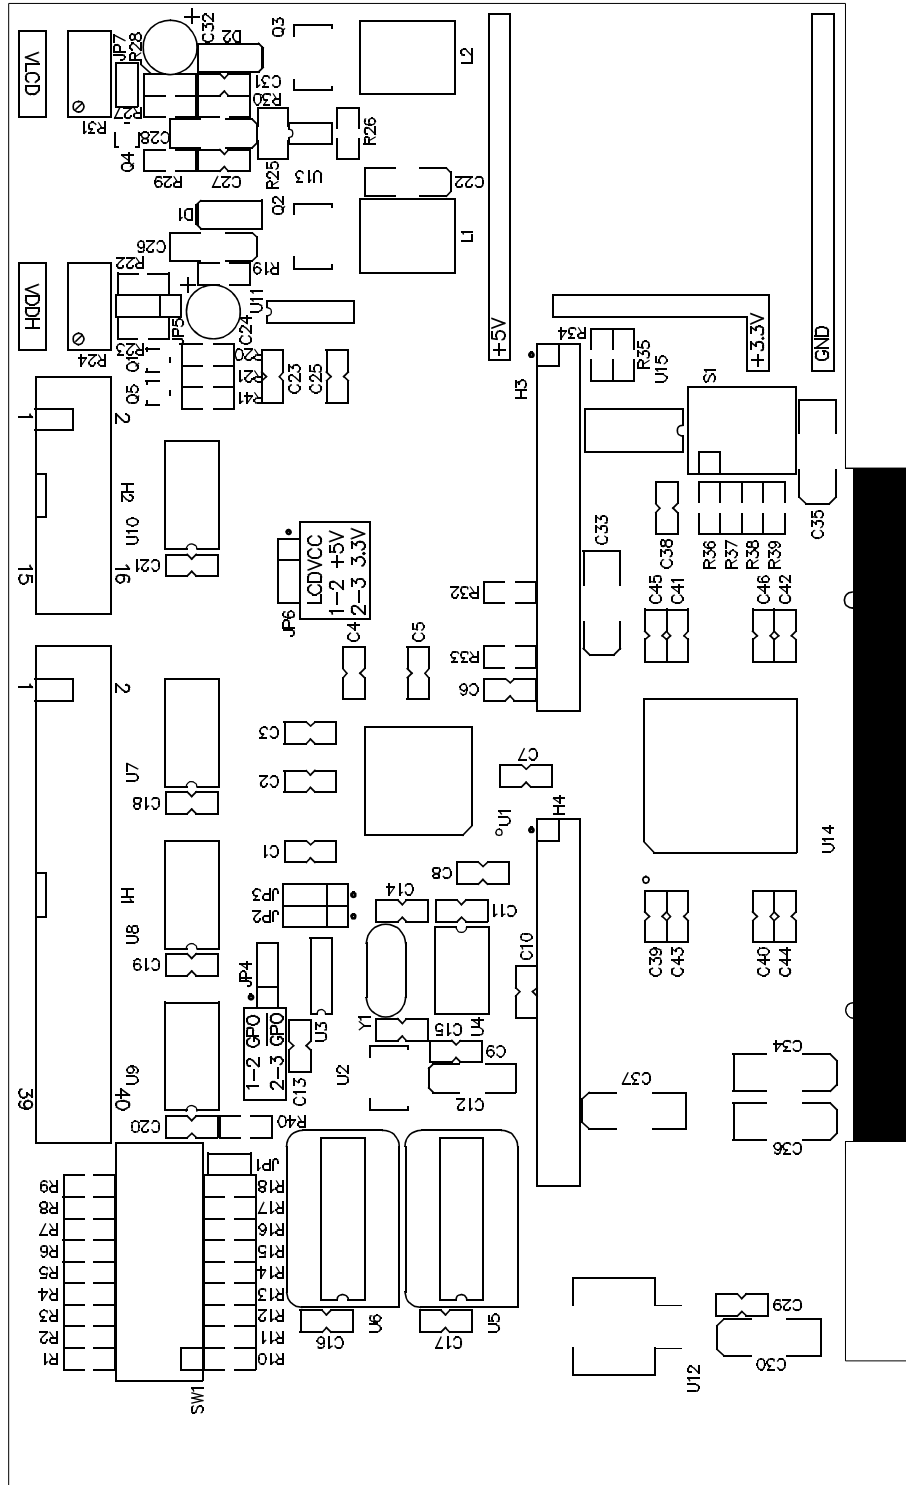 VLCD
R31
JP7
R28
C32
D2
Q3
L2
C31
R30
R27
C28
Q4
R29
C27
R25
U13
R26
C22
D1
C26
Q2
L1
R19
VDDH
R24
R22
R23
JP5
C24
U11
+5V
+3.3V
GND
R34
R35
U15
S1
Q1
Q5
R20
R21
R41
C23
C25
H3
1
2
H2
15
16
U10
C21
LCDVCC
1-2 +5V
2-3 3.3V
JP6
C4
C5
R32
R33
C6
C33
C38
R36
R37
R38
R39
C35
C45
C41
C46
C42
1
2
H1
39
40
U7
C18
C3
C2
C1
C7
U1
H4
U14
U8
C19
JP3
JP2
C14
C8
C11
C10
C39
C43
C40
C44
JP4
1-2 GPO
2-3 GPO
C13
U3
U2
Y1
C15
U4
C9
C12
U9
C20
R40
C37
C34
C36
JP1
R9
R8
R7
R6
R5
R4
R3
R2
R1
R18
R17
R16
R15
R14
R13
R12
R11
R10
SW1
C16
U6
C17
U5
U12
C29
C30